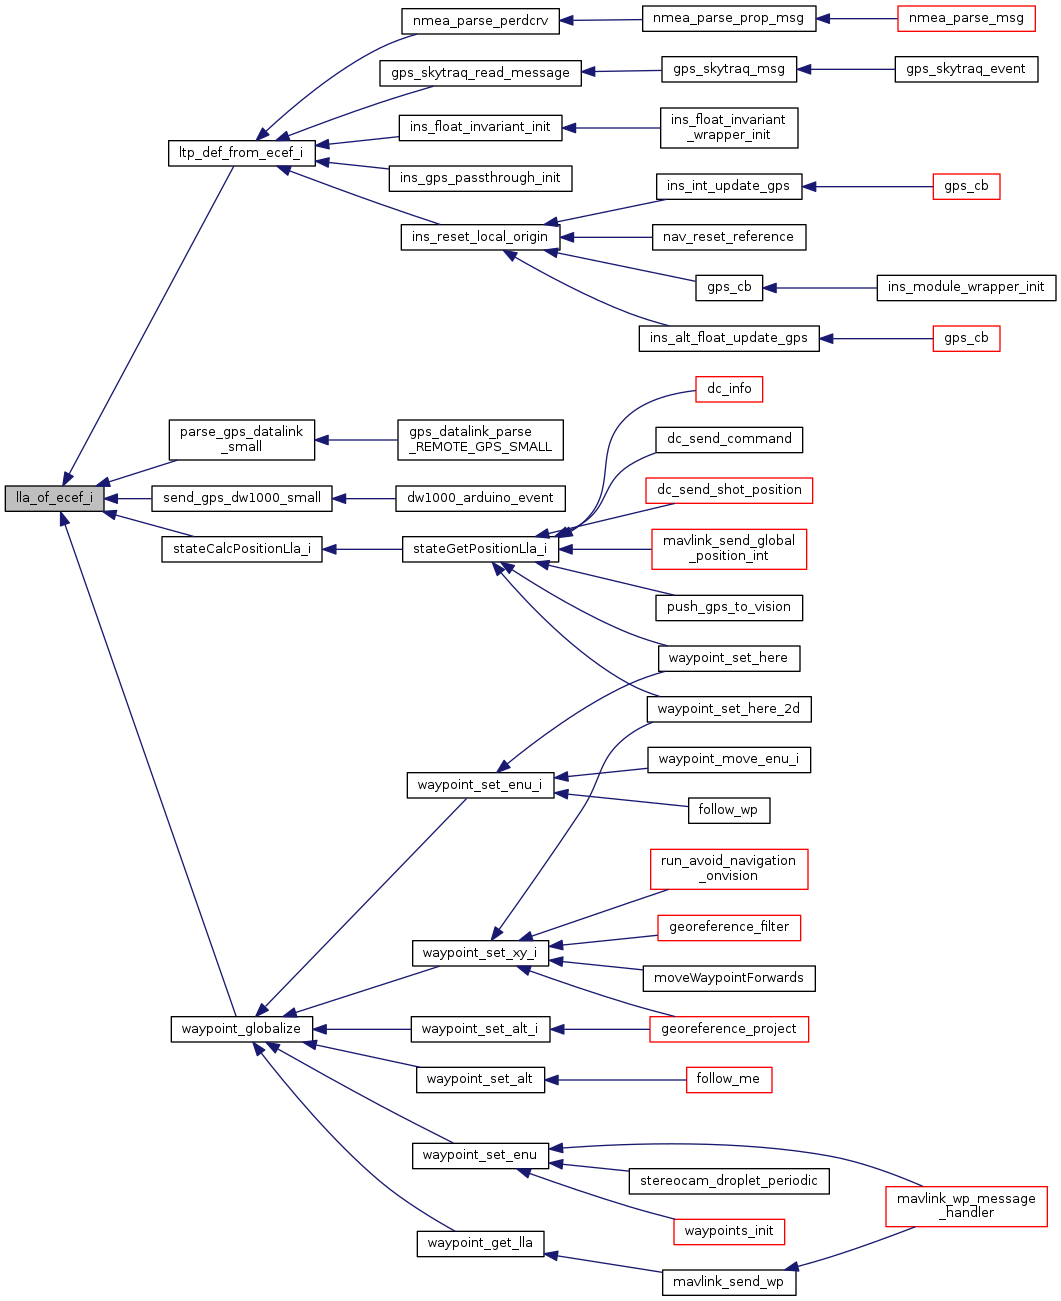 nmea_parse_perdcrv
nmea_parse_prop_msg
nmea_parse_msg
gps_skytraq_read_message
gps_skytraq_msg
gps_skytraq_event
ins_float_invariant_init
ins_float_invariant
_wrapper_init
ltp_def_from_ecef_i
ins_gps_passthrough_init
ins_int_update_gps
gps_cb
ins_reset_local_origin
nav_reset_reference
gps_cb
ins_module_wrapper_init
ins_alt_float_update_gps
gps_cb
dc_info
parse_gps_datalink
_small
gps_datalink_parse
_REMOTE_GPS_SMALL
dc_send_command
lla_of_ecef_i
send_gps_dw1000_small
dw1000_arduino_event
dc_send_shot_position
stateCalcPositionLla_i
stateGetPositionLla_i
mavlink_send_global
_position_int
push_gps_to_vision
waypoint_set_here
waypoint_set_here_2d
waypoint_move_enu_i
waypoint_set_enu_i
follow_wp
run_avoid_navigation
_onvision
georeference_filter
waypoint_set_xy_i
moveWaypointForwards
waypoint_globalize
waypoint_set_alt_i
georeference_project
waypoint_set_alt
follow_me
waypoint_set_enu
stereocam_droplet_periodic
mavlink_wp_message
_handler
waypoints_init
waypoint_get_lla
mavlink_send_wp